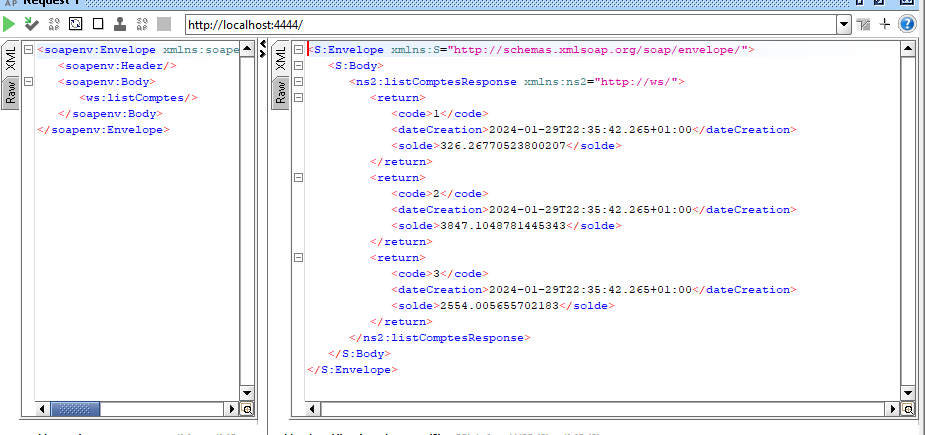 Request 1
http://localhost:4444/
XML
Raw
<soapenv:Envelope xmlns:soape
<soapenv:Header/>
<soapenv:Body>
<ws:listComptes/>
</soapenv:Body>
</soapenv:Envelope>
XML
Raw
<S:Envelope xmlns:S="http://schemas.xmlsoap.org/soap/envelope/">
<S:Body>
<ns2:listComptesResponse xmlns:ns2="http://ws/">
<return>
<code>1</code>
<dateCreation>2024-01-29T22:35:42.265+01:00</dateCreation>
<solde>326.26770523800207</solde>
</return>
<return>
<code>2</code>
<dateCreation>2024-01-29T22:35:42.265+01:00</dateCreation>
<solde>3847.1048781445343</solde>
</return>
<return>
<code>3</code>
<dateCreation>2024-01-29T22:35:42.265+01:00</dateCreation>
<solde>2554.005655702183</solde>
</return>
</ns2:listComptesResponse>
</S:Body>
</S:Envelope>